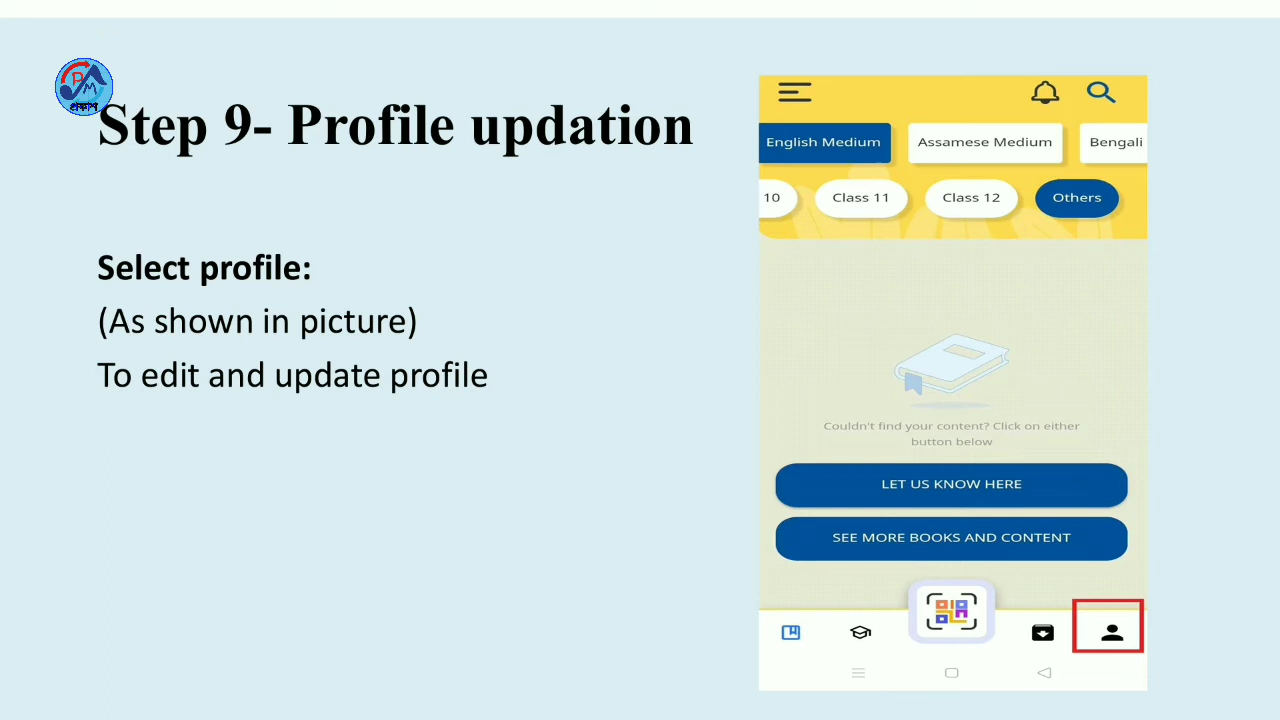 Step 9- Profile updation
Select profile:
(As shown in picture)
To edit and update profile
English Medium
Assamese Medium
Bengali
10
Class 11
Class 12
Others
Couldn't find your content? Click on either
button below
LET US KNOW HERE
SEE MORE BOOKS AND CONTENT